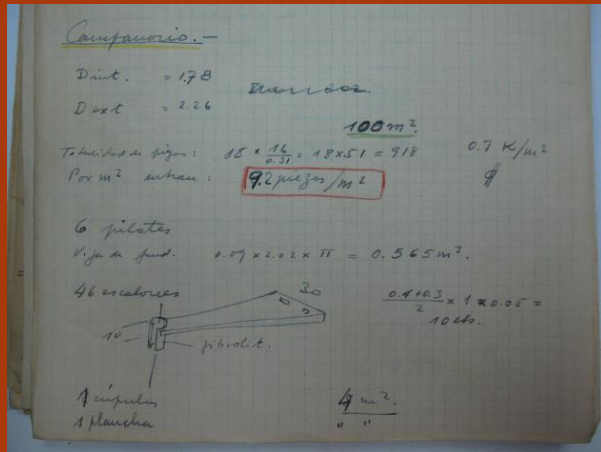 Campanario.-
D int. = 1.78
D ext = 2.26
100 m².
Totalidad de piezas: 18 × 16/0.31 = 18×51 = 918
0.7 K/m²
Por m² entran: 9.2 piezas/m²
6 pilotes
Viga de fund. 0.09 × 2.02 × π = 0.565 m³.
46 escalones
30
0.4+0.3/2 × 1 × 0.05 =
10
fibrolit.
1 cúpulas
4 m².
1 plancha
" "